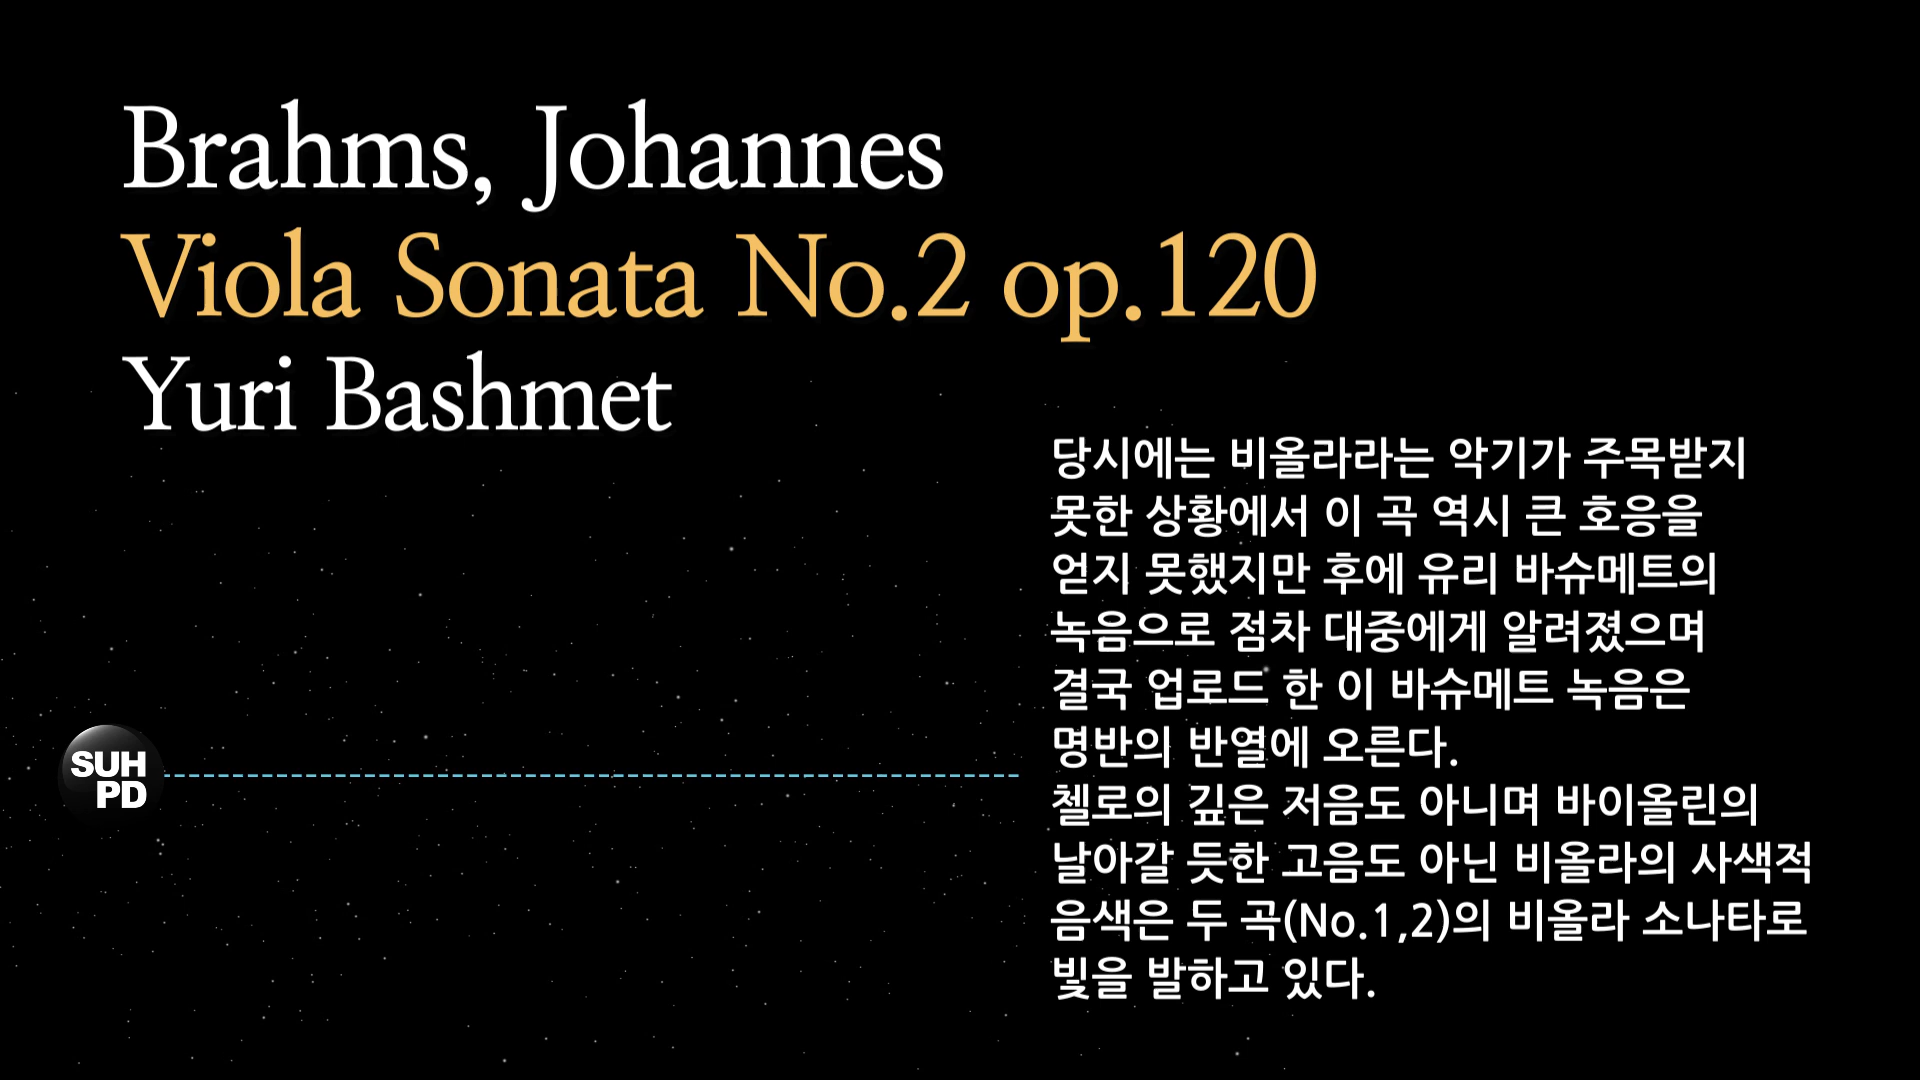 Brahms, Johannes
Viola Sonata No.2 op.120
Yuri Bashmet
당시에는 비올라라는 악기가 주목받지
못한 상황에서 이 곡 역시 큰 호응을
얻지 못했지만 후에 유리 바슈메트의
녹음으로 점차 대중에게 알려졌으며
결국 업로드 한 이 바슈메트 녹음은
명반의 반열에 오른다.
첼로의 깊은 저음도 아니며 바이올린의
날아갈 듯한 고음도 아닌 비올라의 사색적
음색은 두 곡(No.1,2)의 비올라 소나타로
빛을 발하고 있다.
SUH
PD